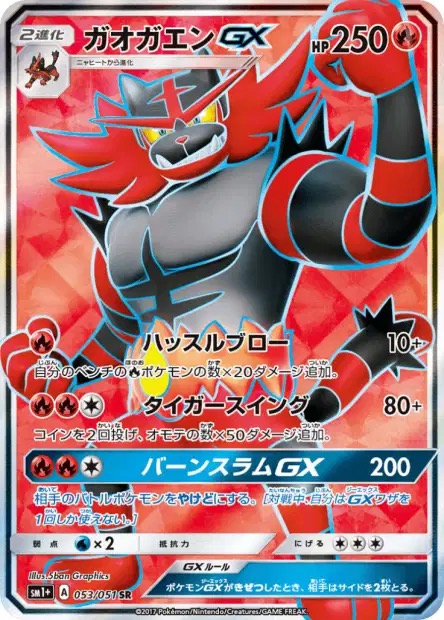 2進化 ガオガエンGX HP250
ニャヒートから進化
ハッスルブロー 10+
自分のベンチのポケモンの数×20ダメージ追加。
タイガースイング 80+
コインを2回投げ、オモテの数×50ダメージ追加。
バーンスラムGX 200
相手のバトルポケモンをやけどにする。[対戦中、自分はGXワザを
1回しか使えない。]
弱点 ×2 抵抗力 にげる
Illus.5ban Graphics
GXルール
SM1+ A 053/051 SR
ポケモンGXがきぜつしたとき、相手はサイドを2枚とる。
©2017 Pokémon/Nintendo/Creatures/GAME FREAK.